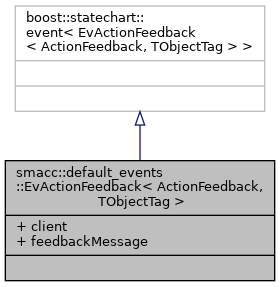 boost::statechart::
event< EvActionFeedback
< ActionFeedback, TObjectTag > >
smacc::default_events
::EvActionFeedback< ActionFeedback,
TObjectTag >
+ client
+ feedbackMessage